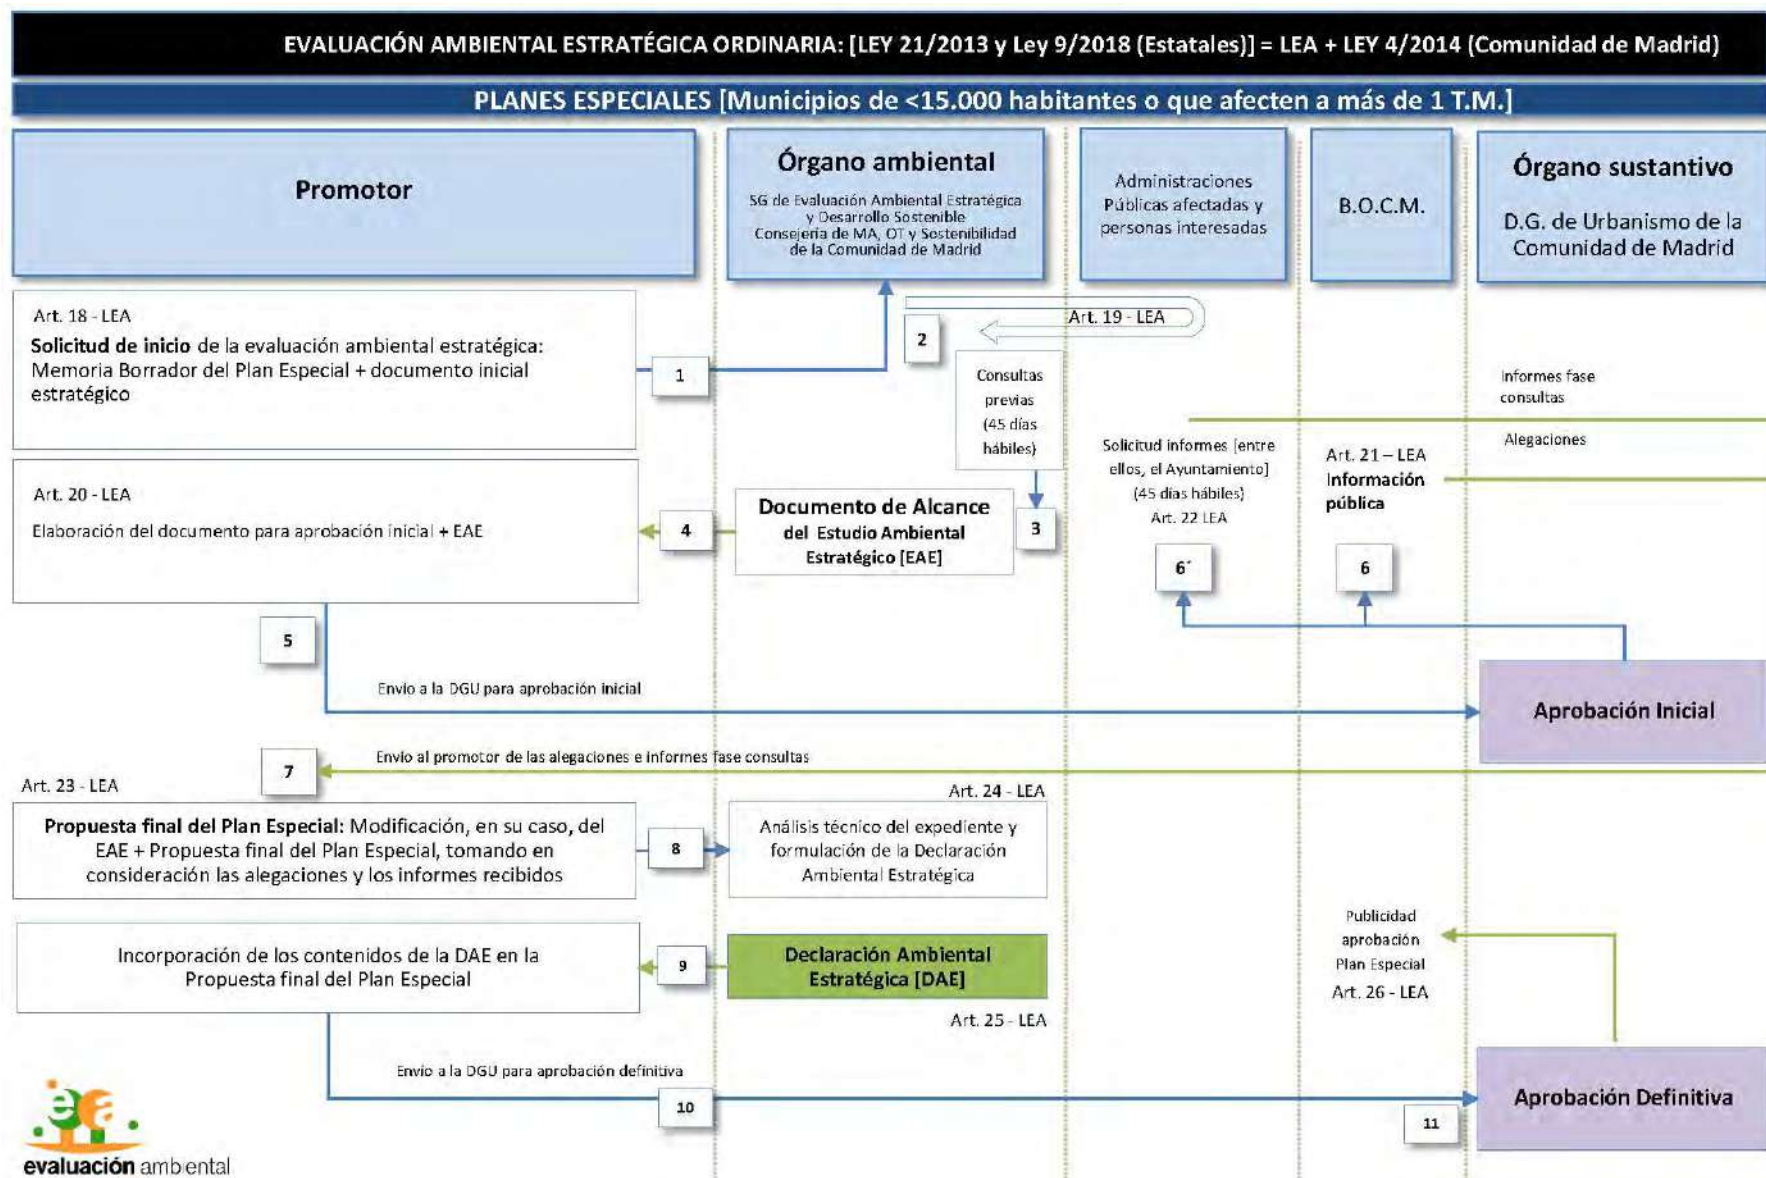 EVALUACIÓN AMBIENTAL ESTRATÉGICA ORDINARIA: [LEY 21/2013 y Ley 9/2018 (Estatales)] = LEA + LEY 4/2014 (Comunidad de Madrid)
PLANES ESPECIALES [Municipios de <15.000 habitantes o que afecten a más de 1 T.M.]
Promotor
Órgano ambiental
SG de Evaluación Ambiental Estratégica
y Desarrollo Sostenible
Consejería de MA, OT y Sostenibilidad
de la Comunidad de Madrid
Administraciones
Públicas afectadas y
personas interesadas
B.O.C.M.
Órgano sustantivo
D.G. de Urbanismo de la
Comunidad de Madrid
Art. 18 - LEA
Solicitud de inicio de la evaluación ambiental estratégica:
Memoria Borrador del Plan Especial + documento inicial
estratégico
1
2
Art. 19 - LEA
Consultas
previas
(45 días
hábiles)
3
Informes fase
consultas
Alegaciones
Solicitud informes [entre
ellos, el Ayuntamiento]
(45 días hábiles)
Art. 22 LEA
Art. 21 – LEA
Información
pública
Art. 20 - LEA
Elaboración del documento para aprobación inicial + EAE
4
Documento de Alcance
del Estudio Ambiental
Estratégico [EAE]
6´
6
5
Envío a la DGU para aprobación inicial
Aprobación Inicial
7
Envío al promotor de las alegaciones e informes fase consultas
Art. 23 - LEA
Propuesta final del Plan Especial: Modificación, en su caso, del
EAE + Propuesta final del Plan Especial, tomando en
consideración las alegaciones y los informes recibidos
8
Art. 24 - LEA
Análisis técnico del expediente y
formulación de la Declaración
Ambiental Estratégica
Incorporación de los contenidos de la DAE en la
Propuesta final del Plan Especial
9
Declaración Ambiental
Estratégica [DAE]
Art. 25 - LEA
Publicidad
aprobación
Plan Especial
Art. 26 - LEA
Envío a la DGU para aprobación definitiva
10
11
Aprobación Definitiva
eea
evaluación ambiental